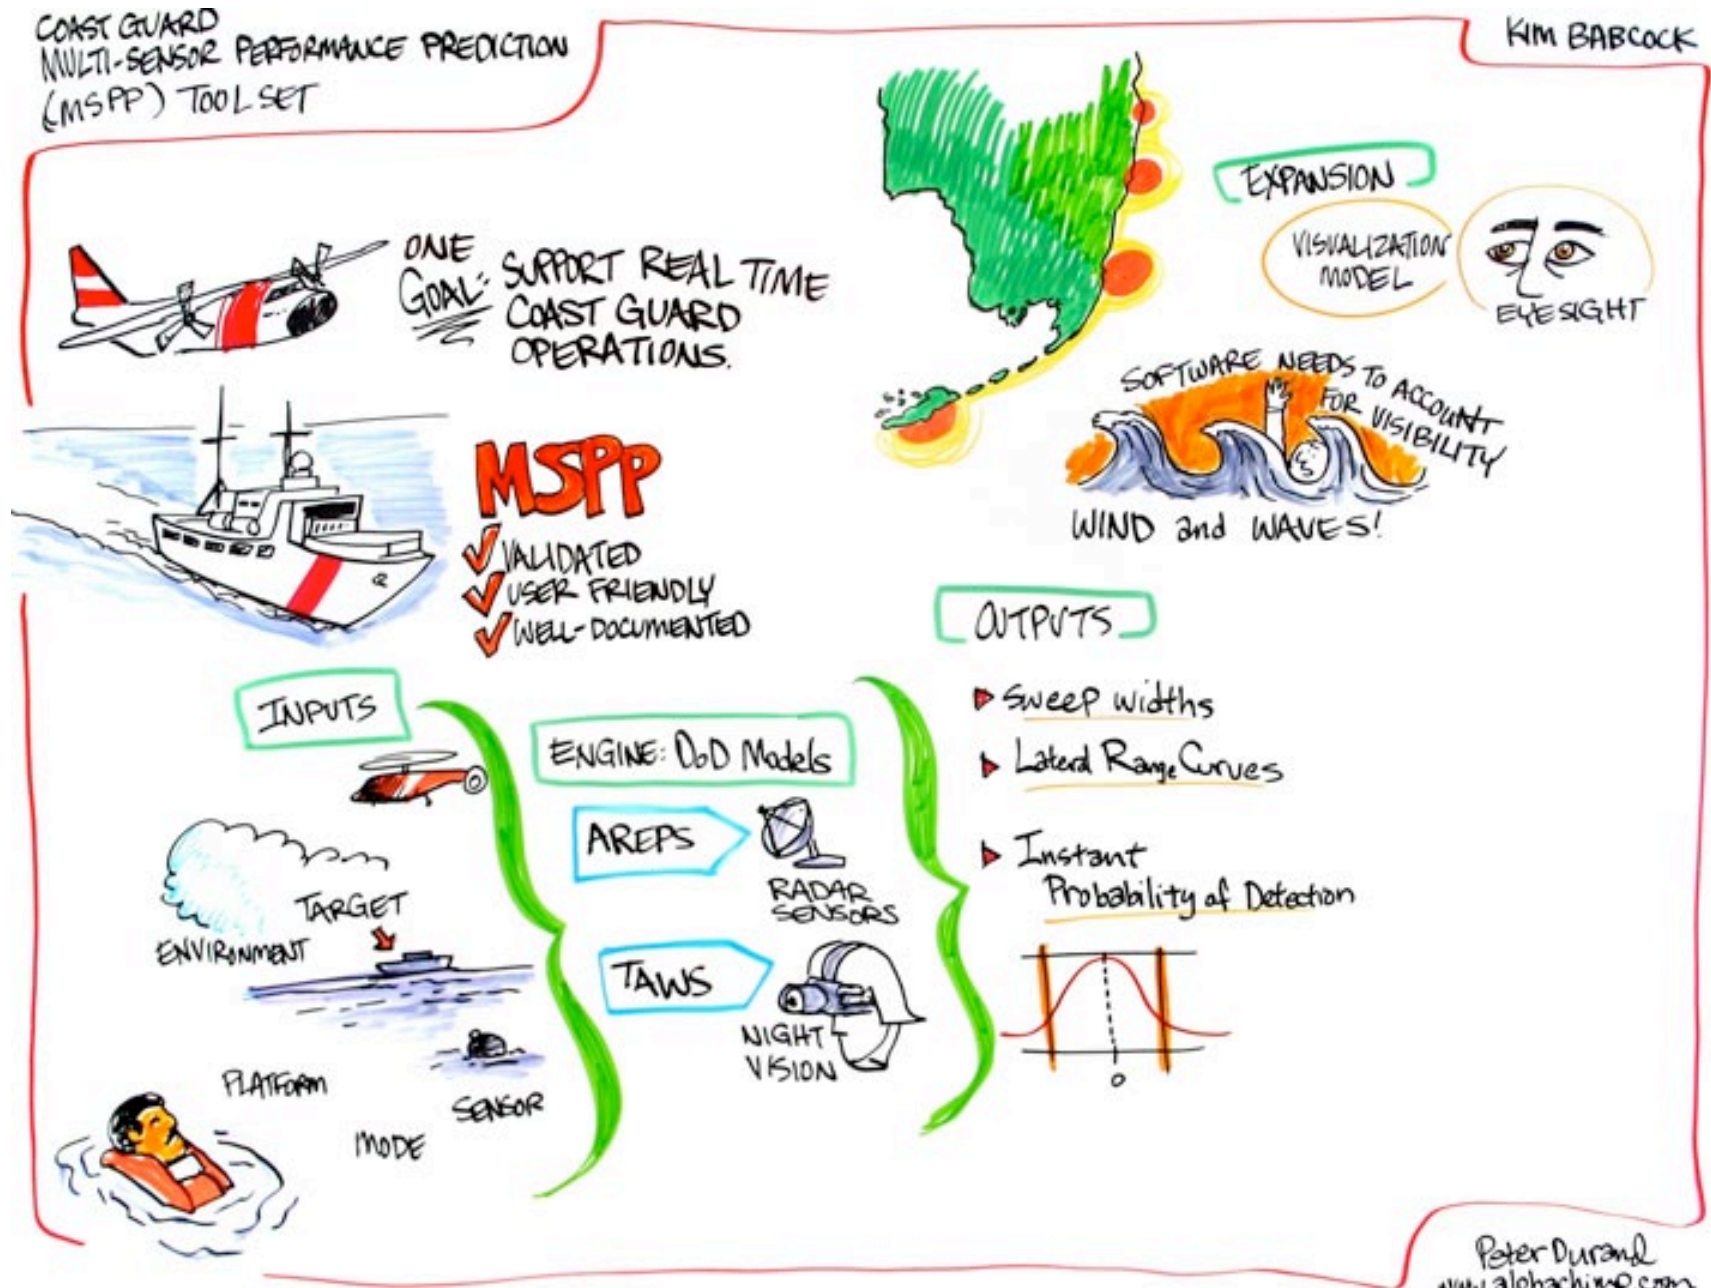 COAST GUARD
MULTI-SENSOR PERFORMANCE PREDICTION
(MSPP) TOOLSET
KIM BABCOCK
ONE
GOAL:
SUPPORT REAL TIME
COAST GUARD
OPERATIONS.
EXPANSION
VISUALIZATION
MODEL
EYESIGHT
SOFTWARE NEEDS TO ACCOUNT
FOR VISIBILITY
WIND and WAVES!
MSPP
VALIDATED
USER FRIENDLY
WELL-DOCUMENTED
INPUTS
TARGET
ENVIRONMENT
PLATFORM
SENSOR
MODE
ENGINE: DoD Models
AREPS
RADAR
SENSORS
TAWS
NIGHT
VISION
OUTPUTS
Sweep widths
Lateral Range Curves
Instant
Probability of Detection
0
Peter Durand